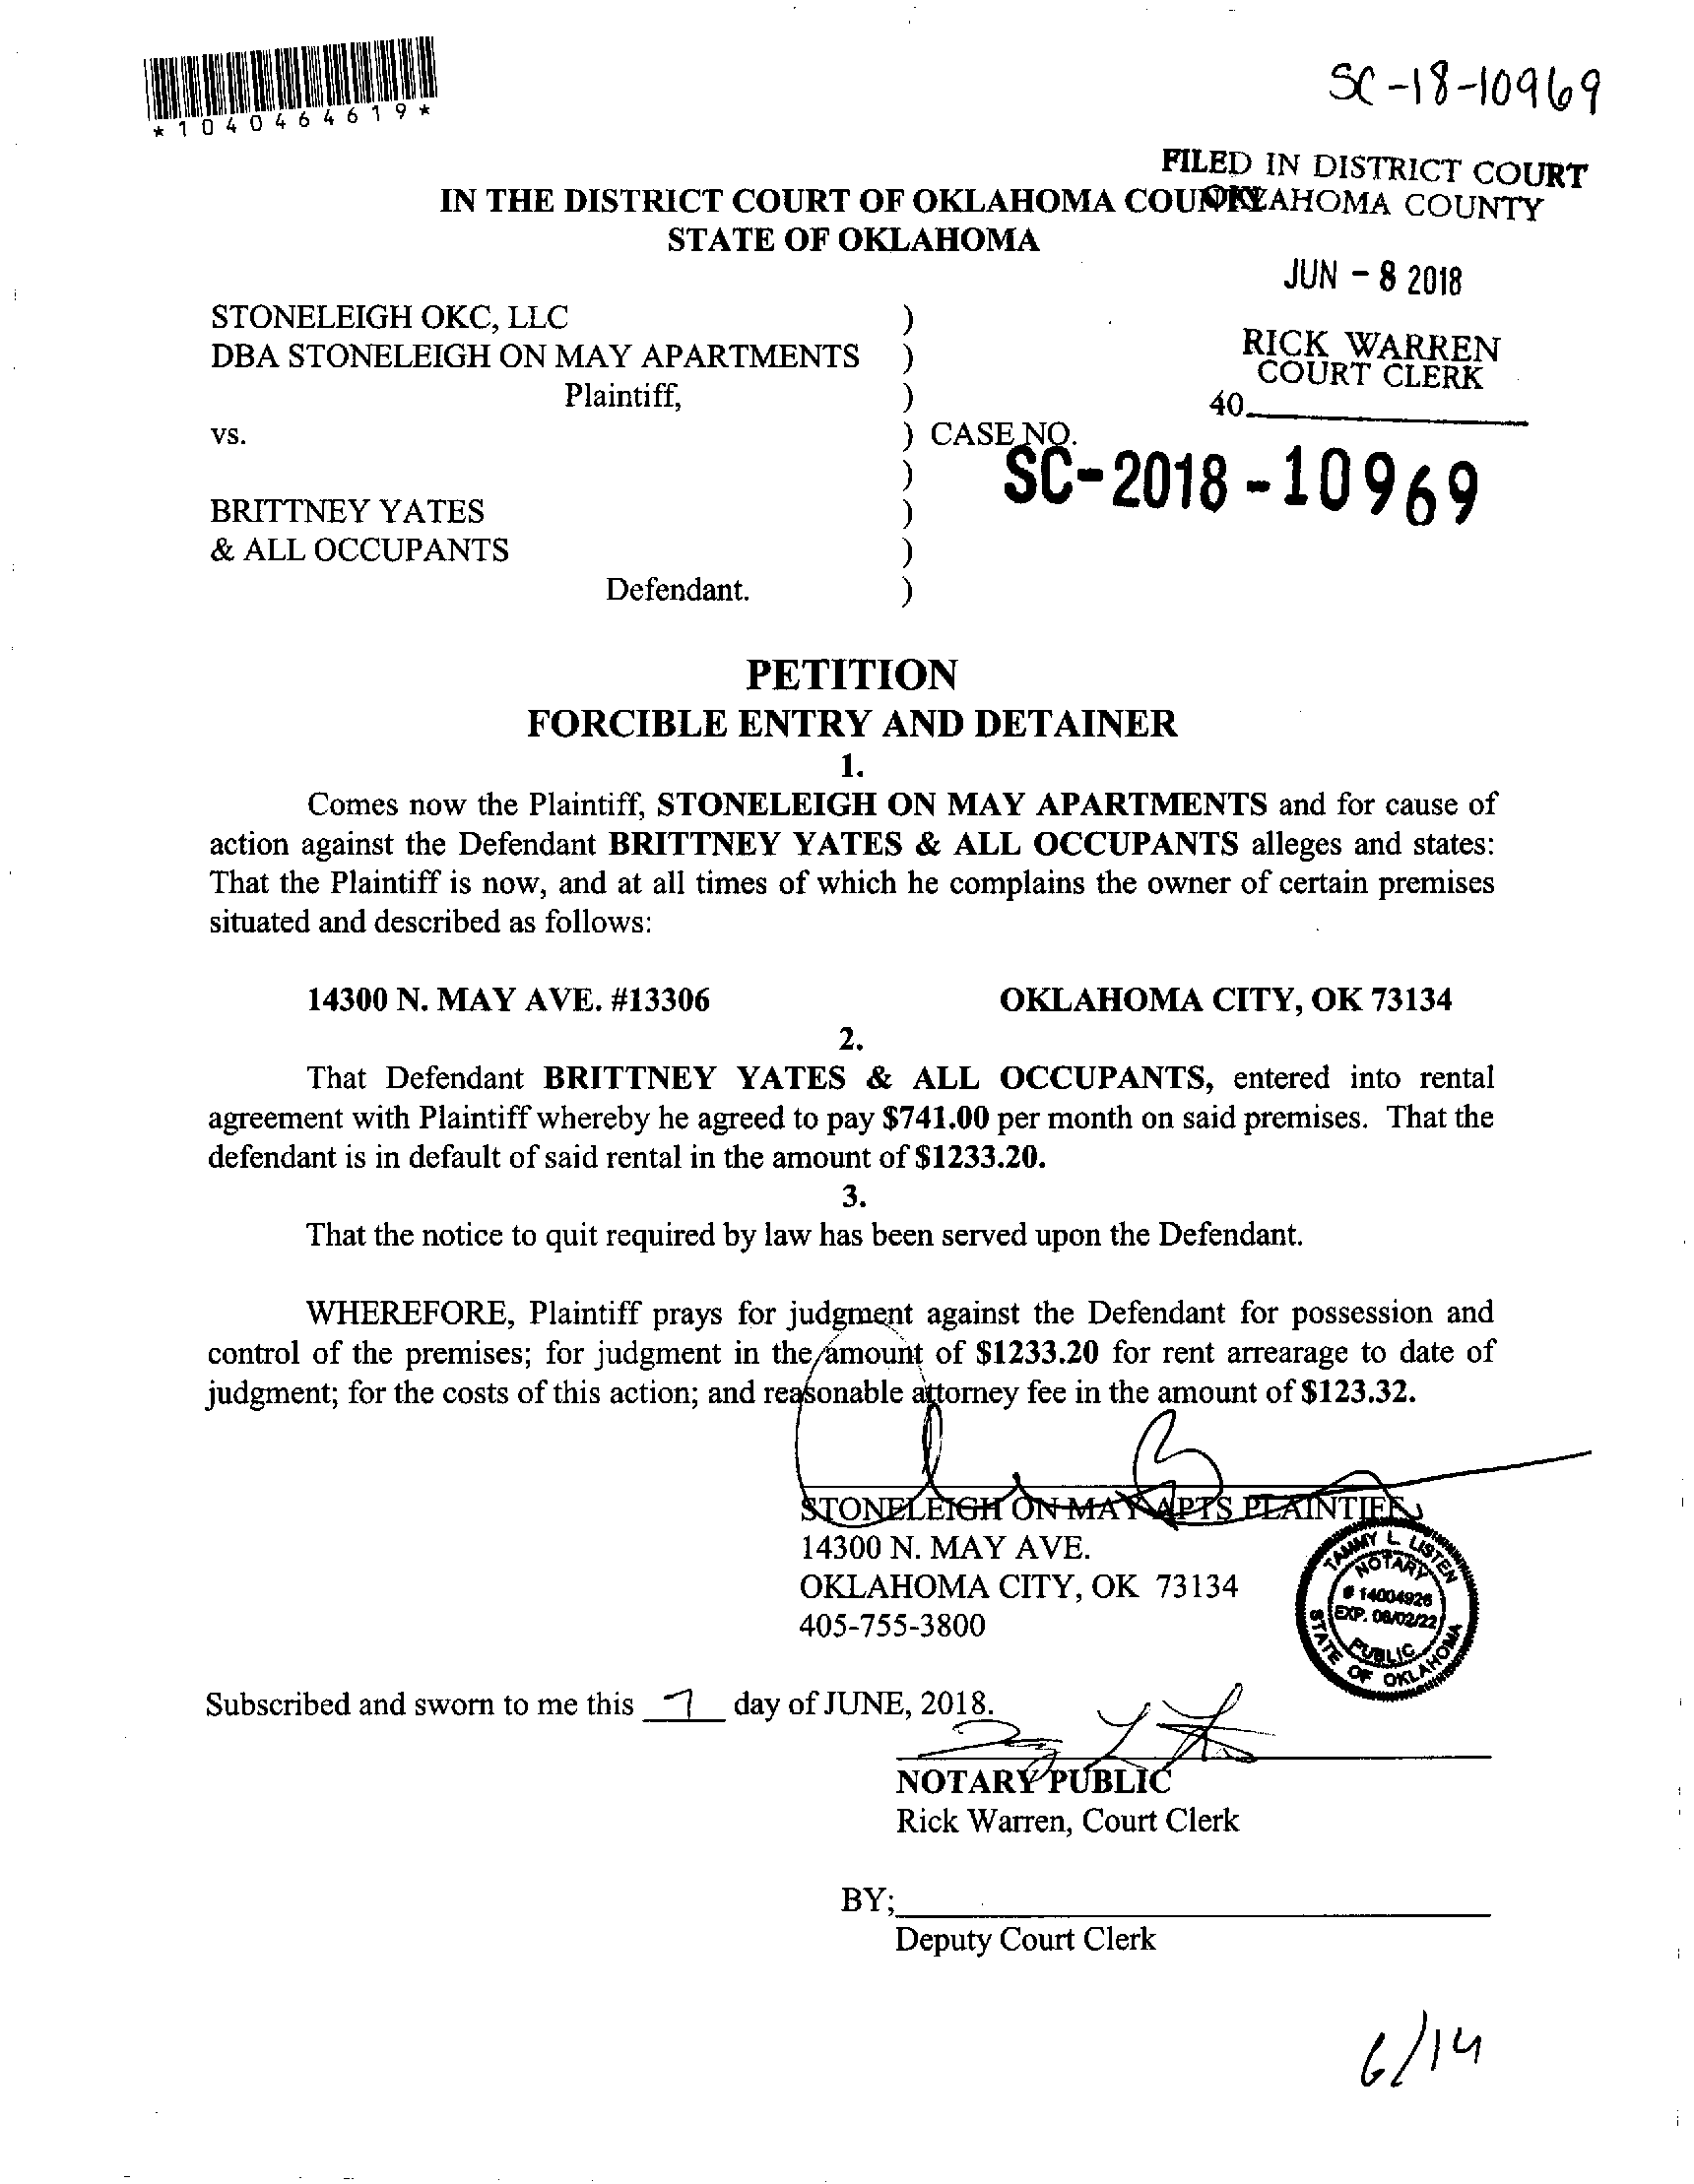 *1040464619*
SC-18-10969
FILED IN DISTRICT COURT
OKLAHOMA COUNTY
IN THE DISTRICT COURT OF OKLAHOMA COUNTY
STATE OF OKLAHOMA
JUN - 8 2018
STONELEIGH OKC, LLC )
DBA STONELEIGH ON MAY APARTMENTS )
Plaintiff, )
RICK WARREN
COURT CLERK
40
vs. ) CASE NO.
)
SC-2018-10969
BRITTNEY YATES )
& ALL OCCUPANTS )
Defendant. )
PETITION
FORCIBLE ENTRY AND DETAINER
1.
Comes now the Plaintiff, STONELEIGH ON MAY APARTMENTS and for cause of
action against the Defendant BRITTNEY YATES & ALL OCCUPANTS alleges and states:
That the Plaintiff is now, and at all times of which he complains the owner of certain premises
situated and described as follows:
14300 N. MAY AVE. #13306 OKLAHOMA CITY, OK 73134
2.
That Defendant BRITTNEY YATES & ALL OCCUPANTS, entered into rental
agreement with Plaintiff whereby he agreed to pay $741.00 per month on said premises. That the
defendant is in default of said rental in the amount of $1233.20.
3.
That the notice to quit required by law has been served upon the Defendant.
WHEREFORE, Plaintiff prays for judgment against the Defendant for possession and
control of the premises; for judgment in the amount of $1233.20 for rent arrearage to date of
judgment; for the costs of this action; and reasonable attorney fee in the amount of $123.32.
STONELEIGH ON MAY APTS PLAINTIFF
14300 N. MAY AVE.
OKLAHOMA CITY, OK 73134
405-755-3800
TAMMY L. LISTEN
NOTARY
# 14004926
EXP. 06/02/22
PUBLIC
STATE OF OKLAHOMA
Subscribed and sworn to me this 7 day of JUNE, 2018.
NOTARY PUBLIC
Rick Warren, Court Clerk
BY;
Deputy Court Clerk
6/14